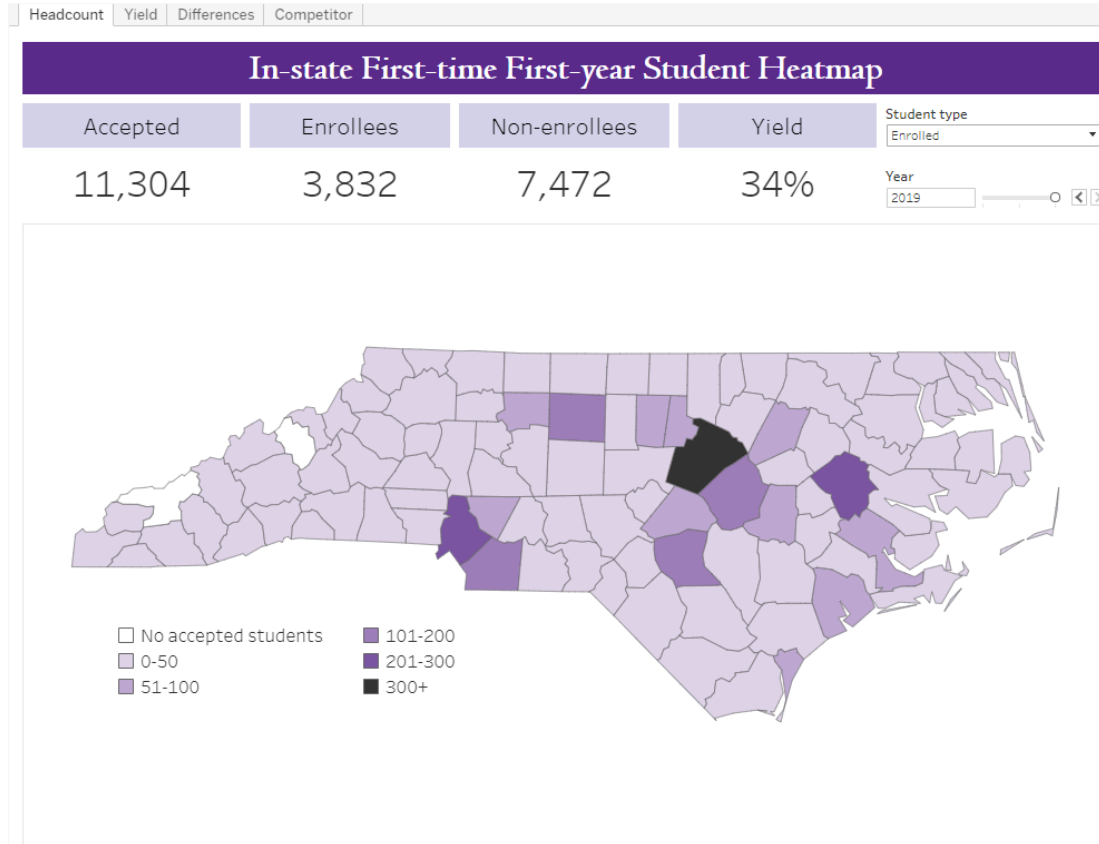 Headcount Yield Differences Competitor
In-state First-time First-year Student Heatmap
Accepted Enrollees Non-enrollees Yield
11,304 3,832 7,472 34%
Student type
Enrolled
Year
2019
No accepted students
0-50
51-100
101-200
201-300
300+